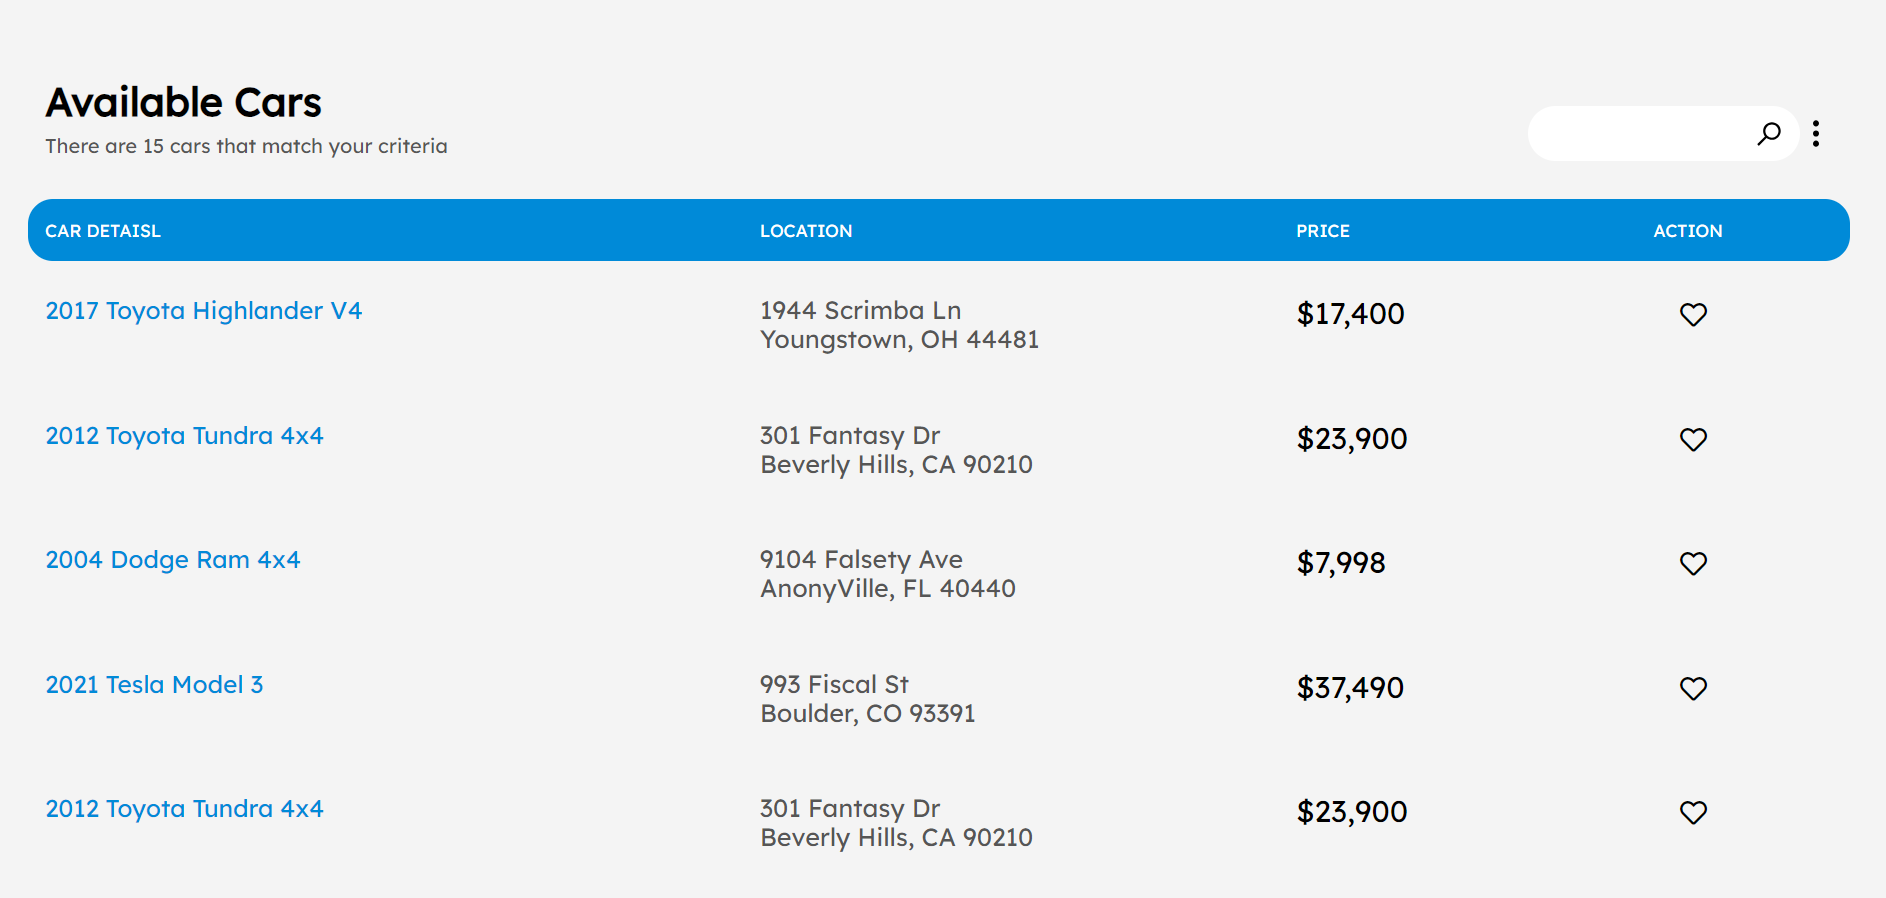 Available Cars
There are 15 cars that match your criteria
CAR DETAISL LOCATION PRICE ACTION
2017 Toyota Highlander V4 1944 Scrimba Ln $17,400
Youngstown, OH 44481
2012 Toyota Tundra 4x4 301 Fantasy Dr $23,900
Beverly Hills, CA 90210
2004 Dodge Ram 4x4 9104 Falsety Ave $7,998
AnonyVille, FL 40440
2021 Tesla Model 3 993 Fiscal St $37,490
Boulder, CO 93391
2012 Toyota Tundra 4x4 301 Fantasy Dr $23,900
Beverly Hills, CA 90210